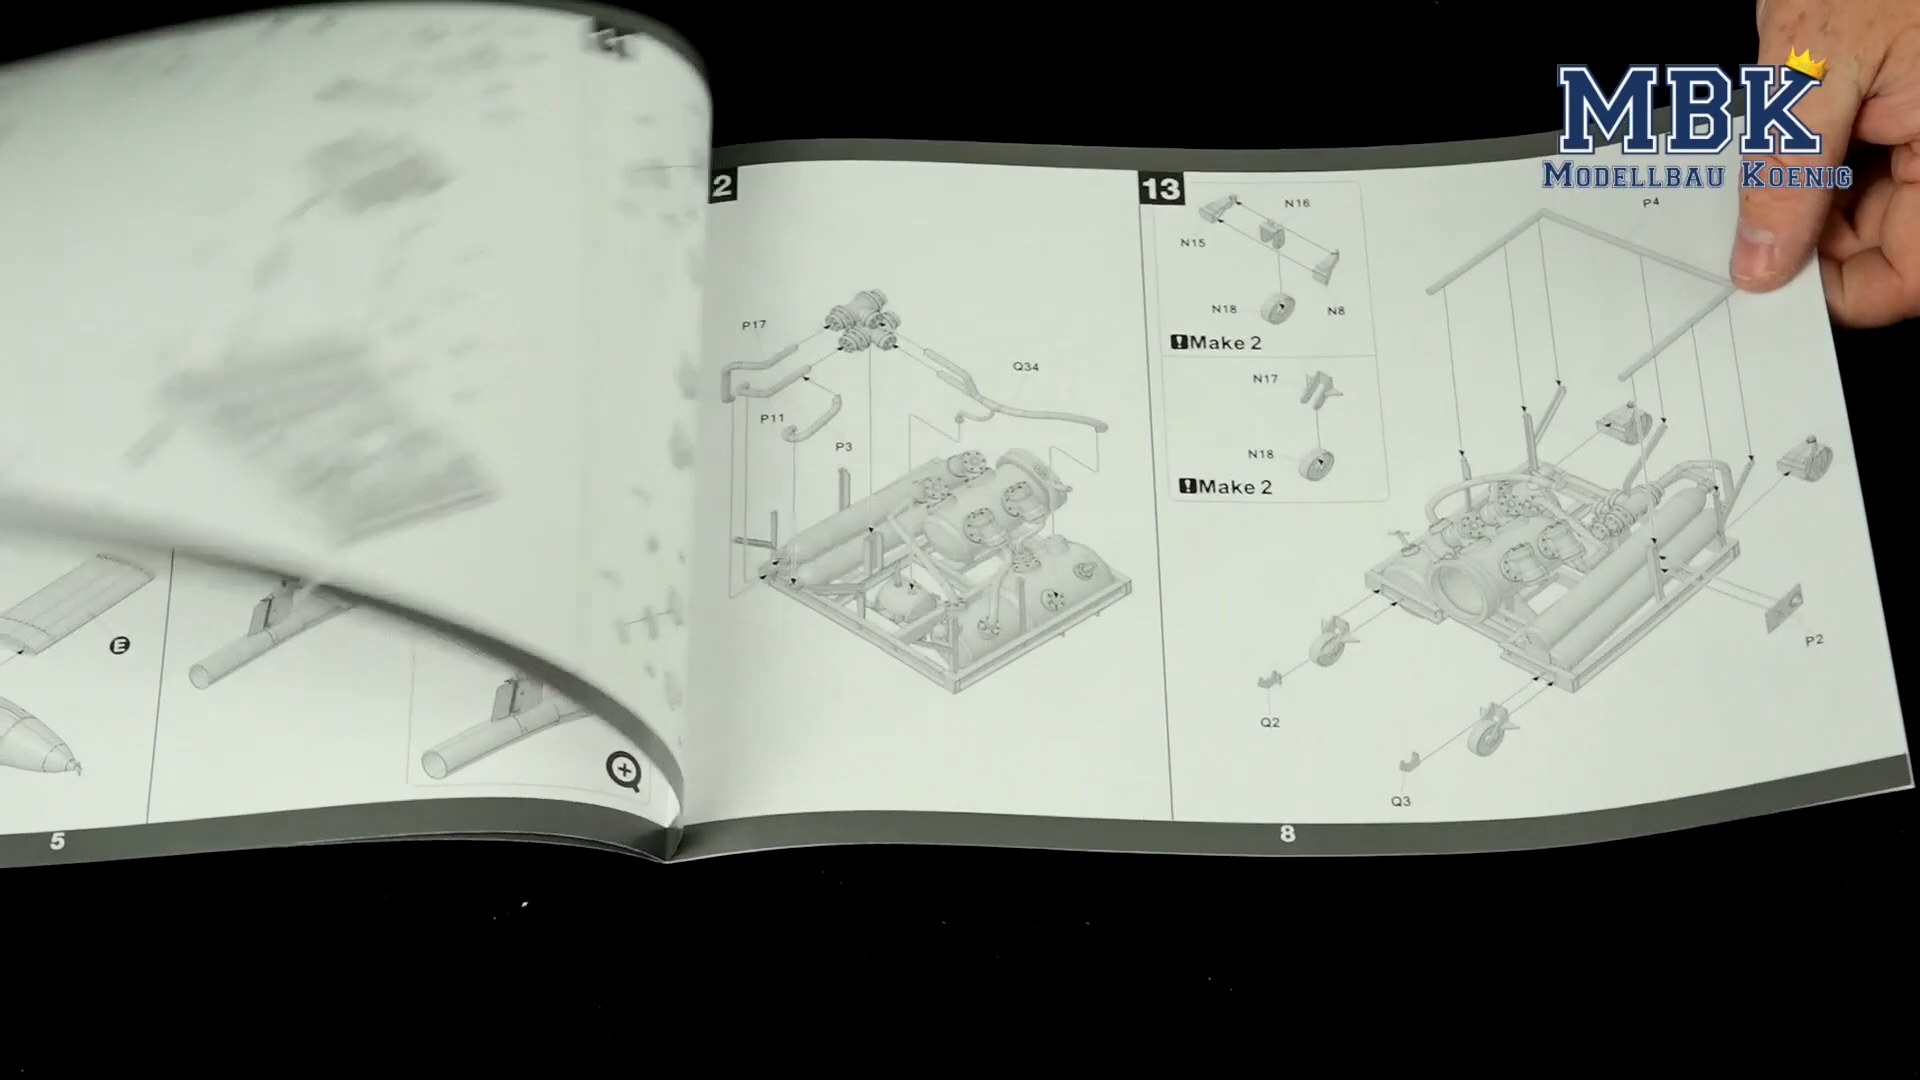 MBK
MODELLBAU KOENIG
2
P17
P11
P3
Q34
13
N16
N15
N18
N8
Make 2
N17
N18
Make 2
P4
P2
Q2
Q3
E
5
8